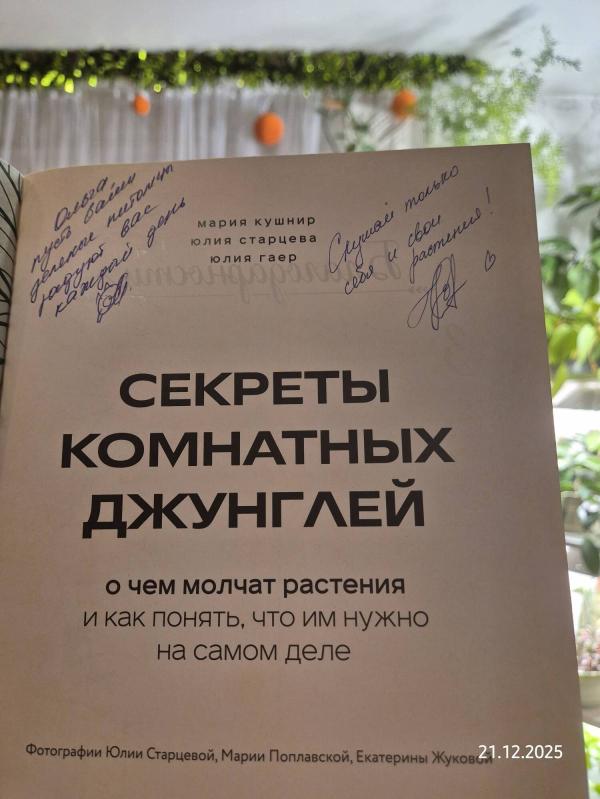 Ольга
пусть ваши
зеленые питомцы
радуют вас
каждый день
мария кушнир
юлия старцева
юлия гаер
Слушай только
себя и свои
растения!
Благодарности
СЕКРЕТЫ
КОМНАТНЫХ
ДЖУНГЛЕЙ
о чем молчат растения
и как понять, что им нужно
на самом деле
Фотографии Юлии Старцевой, Марии Поплавской, Екатерины Жуковой
21.12.2025